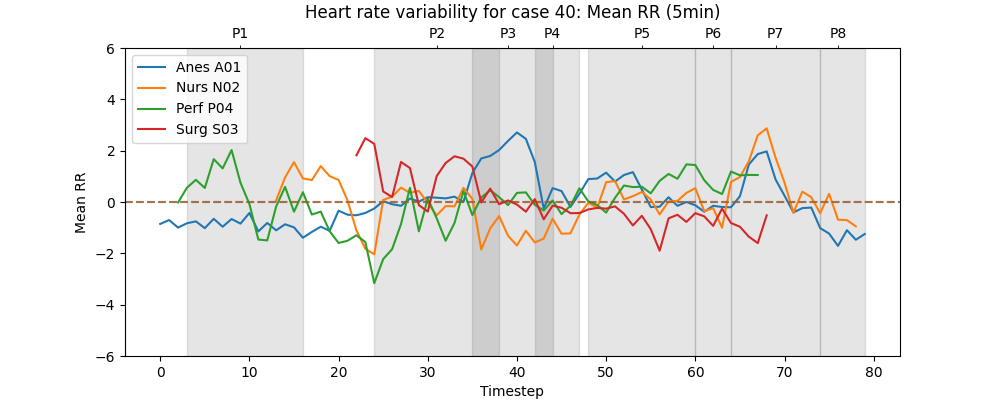 Heart rate variability for case 40: Mean RR (5min)
P1 P2 P3 P4 P5 P6 P7 P8
Anes A01
Nurs N02
Perf P04
Surg S03
Mean RR
6
4
2
0
−2
−4
−6
0 10 20 30 40 50 60 70 80
Timestep